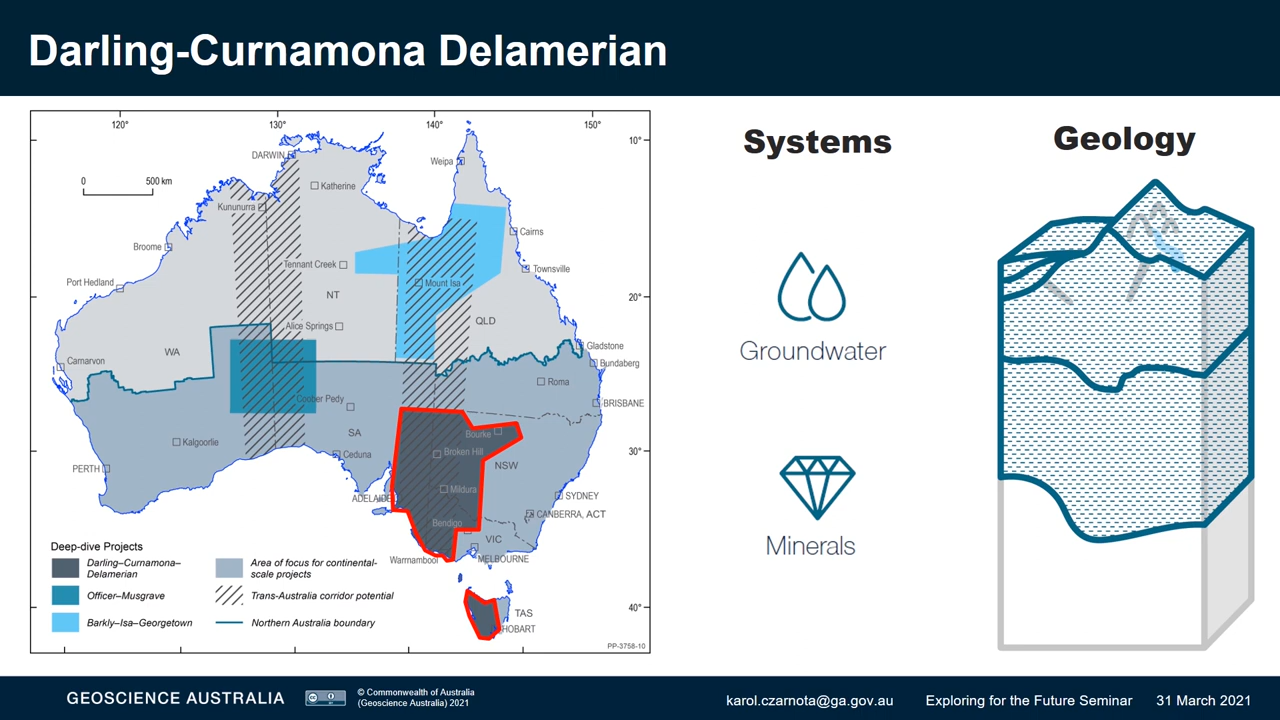 Darling-Curnamona Delamerian
120°
130°
140°
150°
10°
20°
30°
40°
0
500 km
DARWIN
Katherine
Kununurra
Broome
Port Hedland
Tennant Creek
NT
Alice Springs
WA
Carnarvon
Weipa
Cairns
Townsville
Mount Isa
QLD
Gladstone
Bundaberg
Roma
BRISBANE
Coober Pedy
SA
Kalgoorlie
Ceduna
PERTH
ADELAIDE
Bourke
Broken Hill
NSW
Mildura
SYDNEY
CANBERRA, ACT
Bendigo
VIC
Warrnambool
MELBOURNE
TAS
HOBART
Deep-dive Projects
Darling–Curnamona–
Delamerian
Officer–Musgrave
Barkly–Isa–Georgetown
Area of focus for continental-
scale projects
Trans-Australia corridor potential
Northern Australia boundary
PP-3758-10
Systems
Geology
Groundwater
Minerals
GEOSCIENCE AUSTRALIA
© Commonwealth of Australia
(Geoscience Australia) 2021
karol.czarnota@ga.gov.au
Exploring for the Future Seminar
31 March 2021